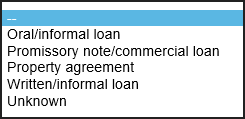 --
Oral/informal loan
Promissory note/commercial loan
Property agreement
Written/informal loan
Unknown